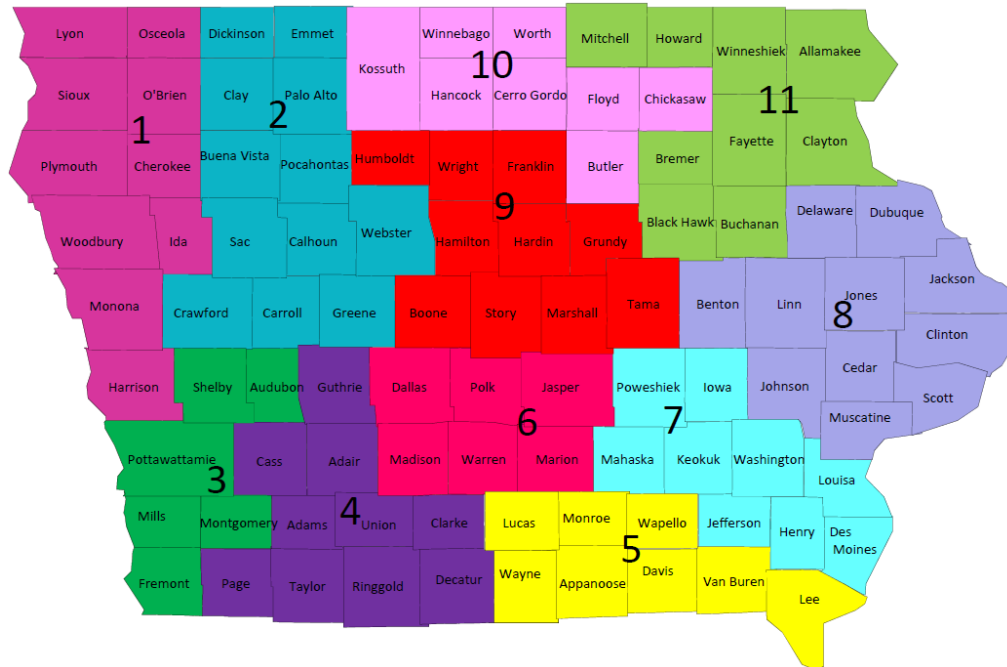 Lyon
Osceola
Dickinson
Emmet
Kossuth
Winnebago
Worth
Mitchell
Howard
Winneshiek
Allamakee
10
Sioux
O'Brien
Clay
Palo Alto
Hancock
Cerro Gordo
Floyd
Chickasaw
11
1
2
Plymouth
Cherokee
Buena Vista
Pocahontas
Humboldt
Wright
Franklin
Butler
Bremer
Fayette
Clayton
9
Woodbury
Ida
Sac
Calhoun
Webster
Hamilton
Hardin
Grundy
Black Hawk
Buchanan
Delaware
Dubuque
Monona
Crawford
Carroll
Greene
Boone
Story
Marshall
Tama
Benton
Linn
Jones
Jackson
8
Clinton
Harrison
Shelby
Audubon
Guthrie
Dallas
Polk
Jasper
Poweshiek
Iowa
Johnson
Cedar
Scott
Muscatine
6
7
Pottawattamie
Cass
Adair
Madison
Warren
Marion
Mahaska
Keokuk
Washington
Louisa
3
4
Mills
Montgomery
Adams
Union
Clarke
Lucas
Monroe
Wapello
Jefferson
Henry
Des
Moines
5
Fremont
Page
Taylor
Ringgold
Decatur
Wayne
Appanoose
Davis
Van Buren
Lee